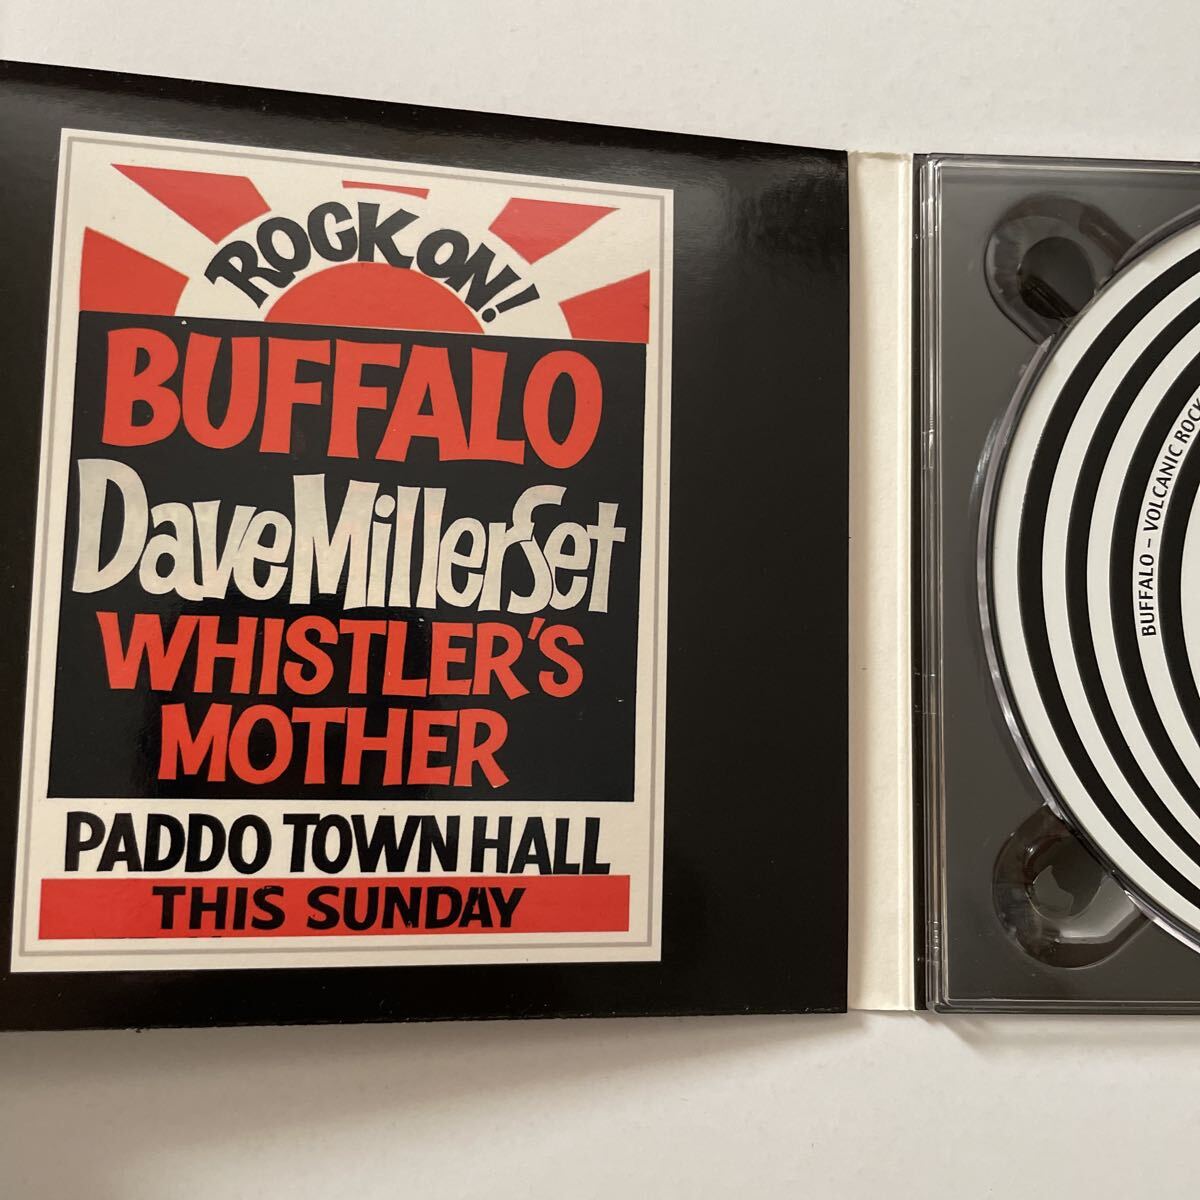 ROCK ON!
BUFFALO
Dave Miller Set
WHISTLER'S
MOTHER
PADDO TOWN HALL
THIS SUNDAY
BUFFALO – VOLCANIC ROCK